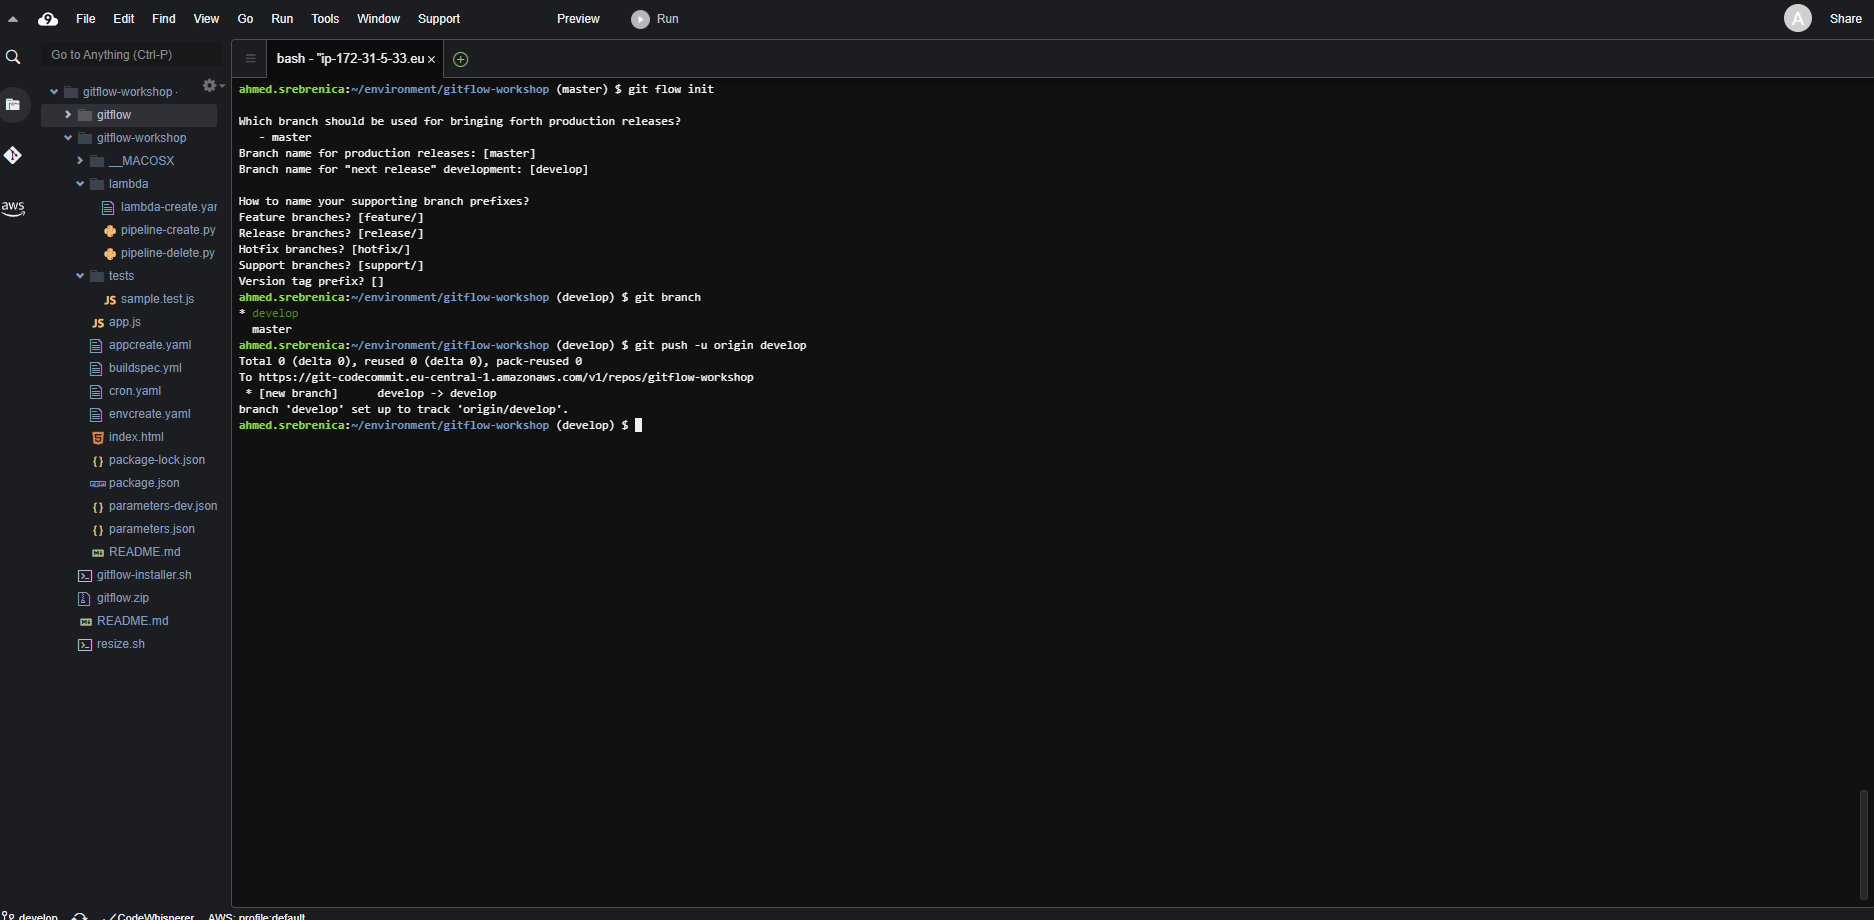 File Edit Find View Go Run Tools Window Support Preview Run A Share
Go to Anything (Ctrl-P)
bash - "ip-172-31-5-33.eu
gitflow-workshop
gitflow
gitflow-workshop
__MACOSX
lambda
lambda-create.yar
pipeline-create.py
pipeline-delete.py
tests
JS sample.test.js
JS app.js
appcreate.yaml
buildspec.yml
cron.yaml
envcreate.yaml
index.html
package-lock.json
package.json
parameters-dev.json
parameters.json
README.md
gitflow-installer.sh
gitflow.zip
README.md
resize.sh
aws
ahmed.srebrenica:~/environment/gitflow-workshop (master) $ git flow init
Which branch should be used for bringing forth production releases?
- master
Branch name for production releases: [master]
Branch name for "next release" development: [develop]
How to name your supporting branch prefixes?
Feature branches? [feature/]
Release branches? [release/]
Hotfix branches? [hotfix/]
Support branches? [support/]
Version tag prefix? []
ahmed.srebrenica:~/environment/gitflow-workshop (develop) $ git branch
* develop
master
ahmed.srebrenica:~/environment/gitflow-workshop (develop) $ git push -u origin develop
Total 0 (delta 0), reused 0 (delta 0), pack-reused 0
To https://git-codecommit.eu-central-1.amazonaws.com/v1/repos/gitflow-workshop
* [new branch] develop -> develop
branch 'develop' set up to track 'origin/develop'.
ahmed.srebrenica:~/environment/gitflow-workshop (develop) $
develop CodeWhisperer AWS: profile:default